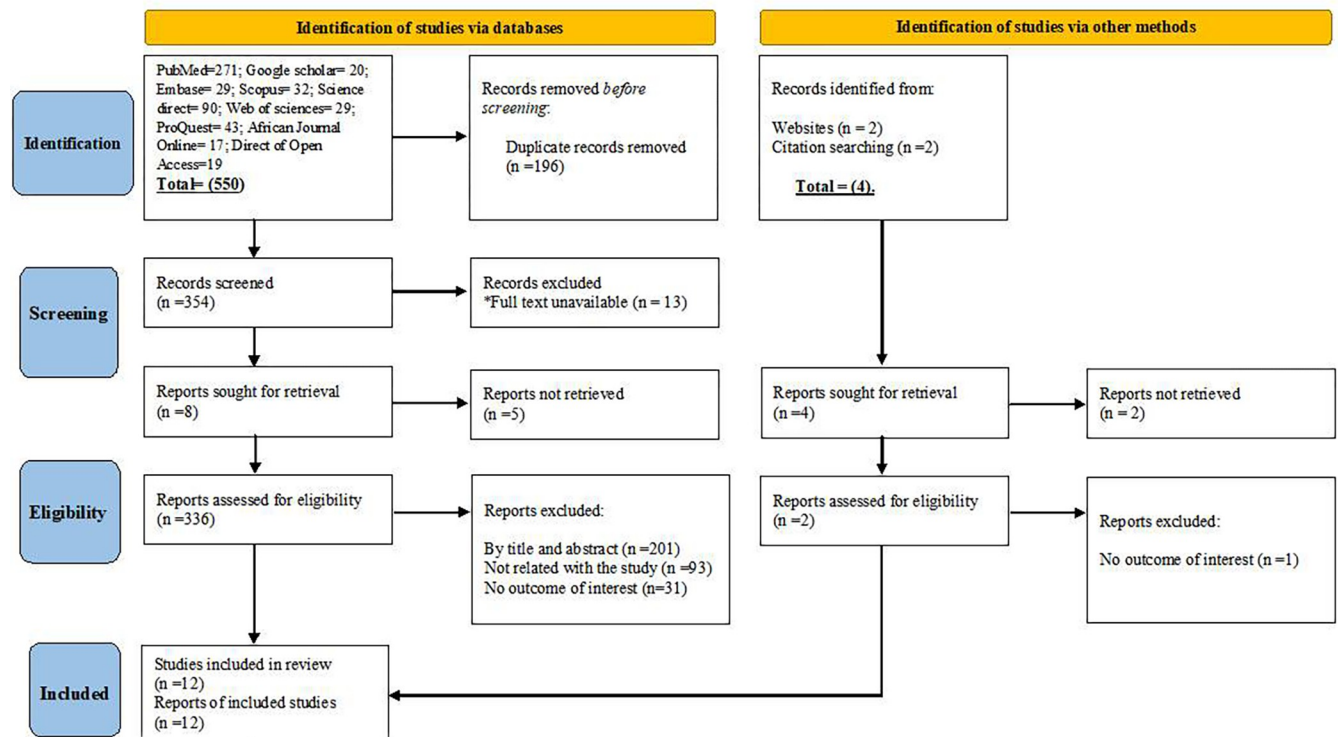 Identification of studies via databases
Identification of studies via other methods
Identification
PubMed=271; Google scholar= 20;
Embase= 29; Scopus= 32; Science
direct= 90; Web of sciences= 29;
ProQuest= 43; African Journal
Online= 17; Direct of Open
Access=19
Total= (550)
Records removed before
screening:
Duplicate records removed
(n =196)
Records identified from:
Websites (n = 2)
Citation searching (n =2)
Total = (4).
Screening
Records screened
(n =354)
Records excluded
*Full text unavailable (n = 13)
Reports sought for retrieval
(n =8)
Reports not retrieved
(n =5)
Reports sought for retrieval
(n =4)
Reports not retrieved
(n = 2)
Eligibility
Reports assessed for eligibility
(n =336)
Reports excluded:
By title and abstract (n =201)
Not related with the study (n =93)
No outcome of interest (n=31)
Reports assessed for eligibility
(n =2)
Reports excluded:
No outcome of interest (n =1)
Included
Studies included in review
(n =12)
Reports of included studies
(n =12)